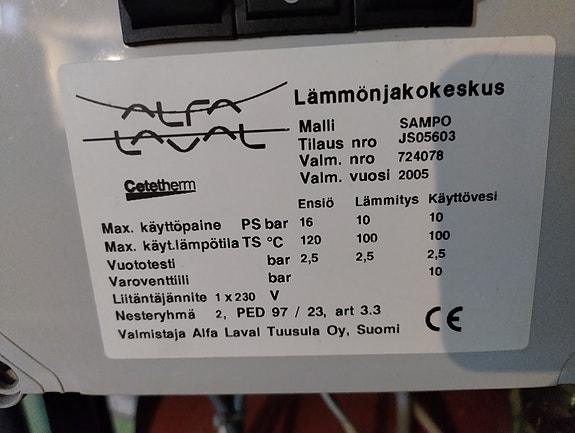 ALFA
LAVAL
Cetetherm
Lämmönjakokeskus
Malli SAMPO
Tilaus nro JS05603
Valm. nro 724078
Valm. vuosi 2005
Ensiö Lämmitys Käyttövesi
Max. käyttöpaine PS bar 16 10 10
Max. käyt.lämpötila TS °C 120 100 100
Vuototesti bar 2,5 2,5 2,5
Varoventtiili bar 10
Liitäntäjännite 1 x 230 V
Nesteryhmä 2, PED 97 / 23, art 3.3
Valmistaja Alfa Laval Tuusula Oy, Suomi
CE